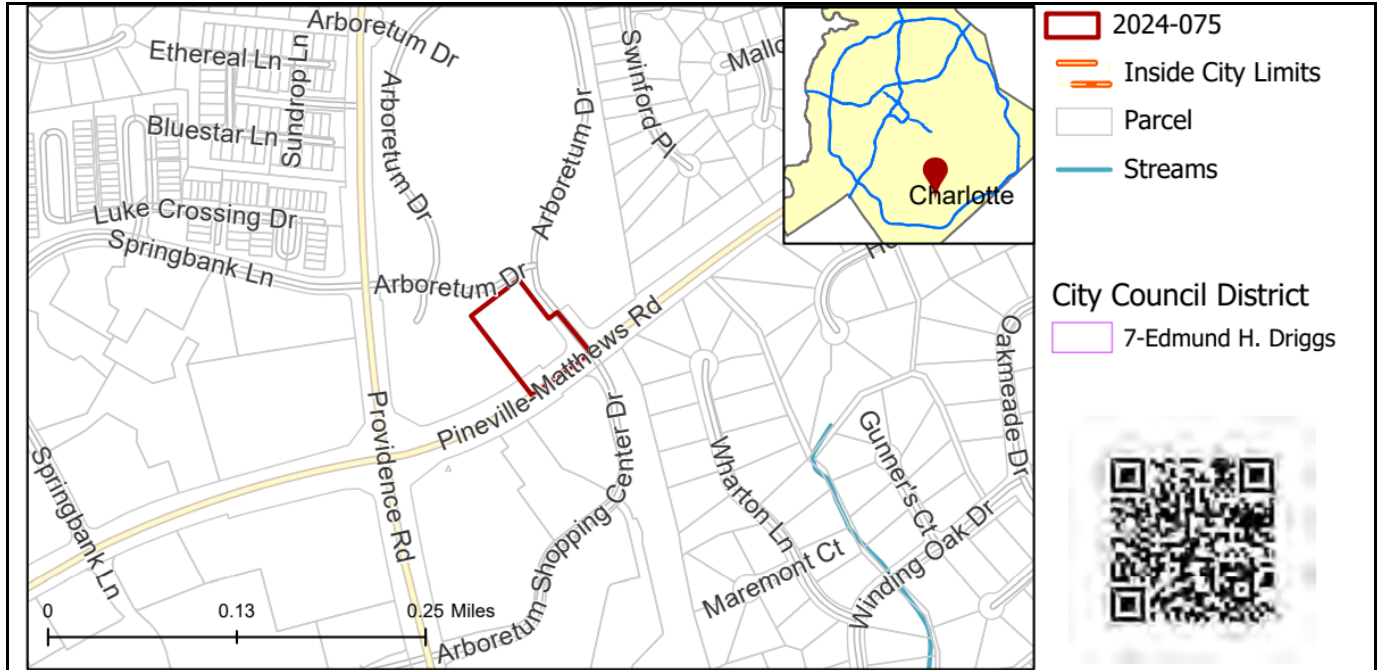 Arboretum Dr
Ethereal Ln
Sundrop Ln
Bluestar Ln
Arboretum Dr
Luke Crossing Dr
Springbank Ln
Arboretum Dr
Arboretum Dr
Swinford Pl
Mallo
Pineville-Matthews Rd
Providence Rd
Springbank Ln
Arboretum Shopping Center Dr
Wharton Ln
Maremont Ct
Gunner's Ct
Winding Oak Dr
Oakmeade Dr
0 0.13 0.25 Miles
Charlotte
2024-075
Inside City Limits
Parcel
Streams
City Council District
7-Edmund H. Driggs